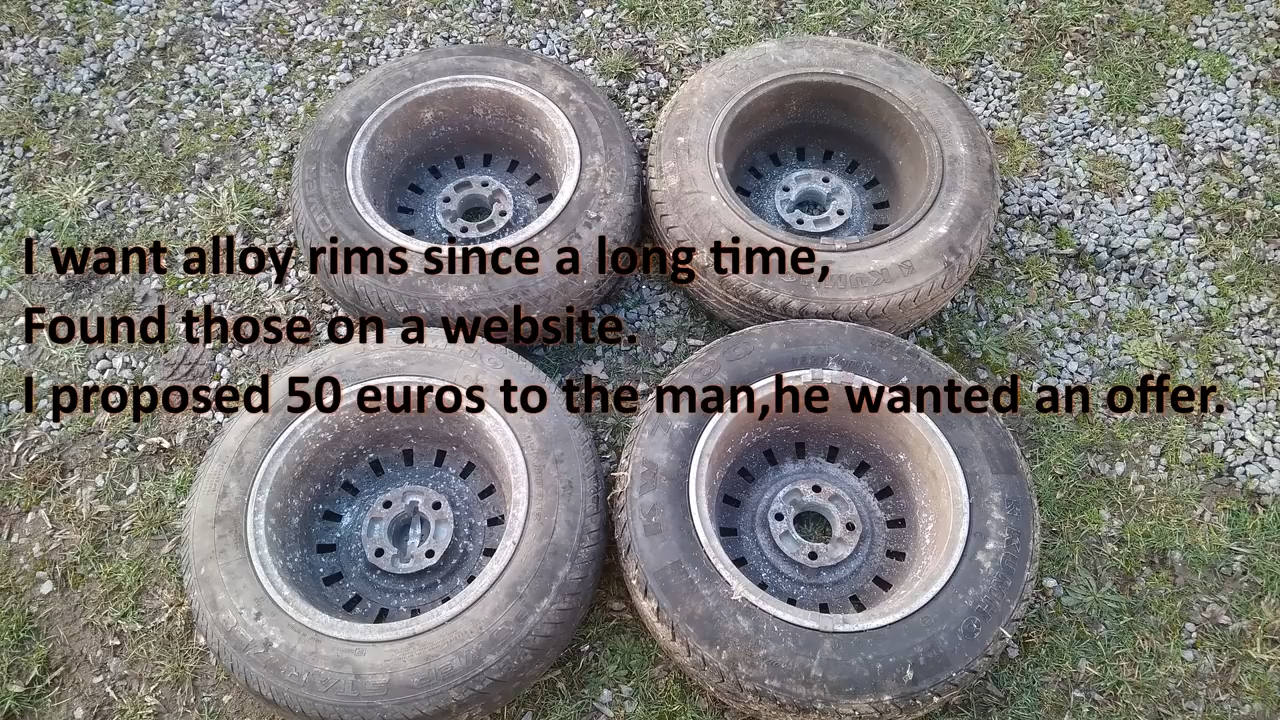 I want alloy rims since a long time,
Found those on a website.
I proposed 50 euros to the man,he wanted an offer.
KUMHO